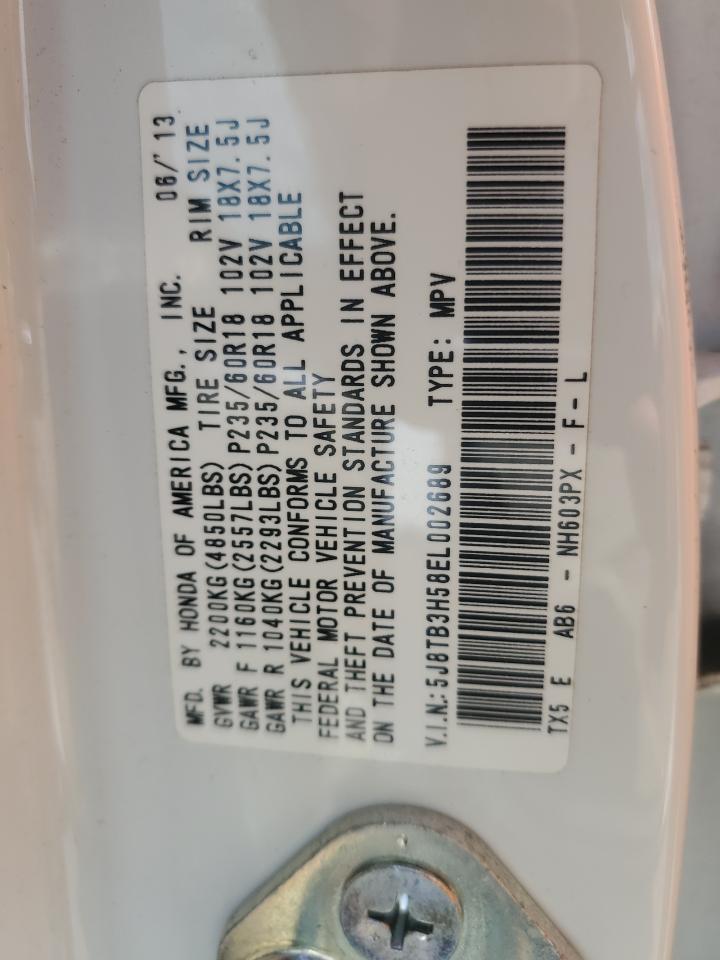 MFD. BY HONDA OF AMERICA MFG., INC. 06/'13
GVWR 2200KG(4850LBS) TIRE SIZE RIM SIZE
GAWR F 1160KG(2557LBS) P235/60R18 102V 18X7.5J
GAWR R 1040KG(2293LBS) P235/60R18 102V 18X7.5J
THIS VEHICLE CONFORMS TO ALL APPLICABLE
FEDERAL MOTOR VEHICLE SAFETY
AND THEFT PREVENTION STANDARDS IN EFFECT
ON THE DATE OF MANUFACTURE SHOWN ABOVE.
V.I.N.: 5J8TB3H58EL002689 TYPE: MPV
TX5 E AB6 - NH603PX - F - L